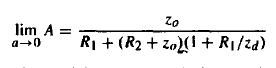 lim a→0 A = z_o / R_1 + (R_2 + z_o)(1 + R_1/z_d)